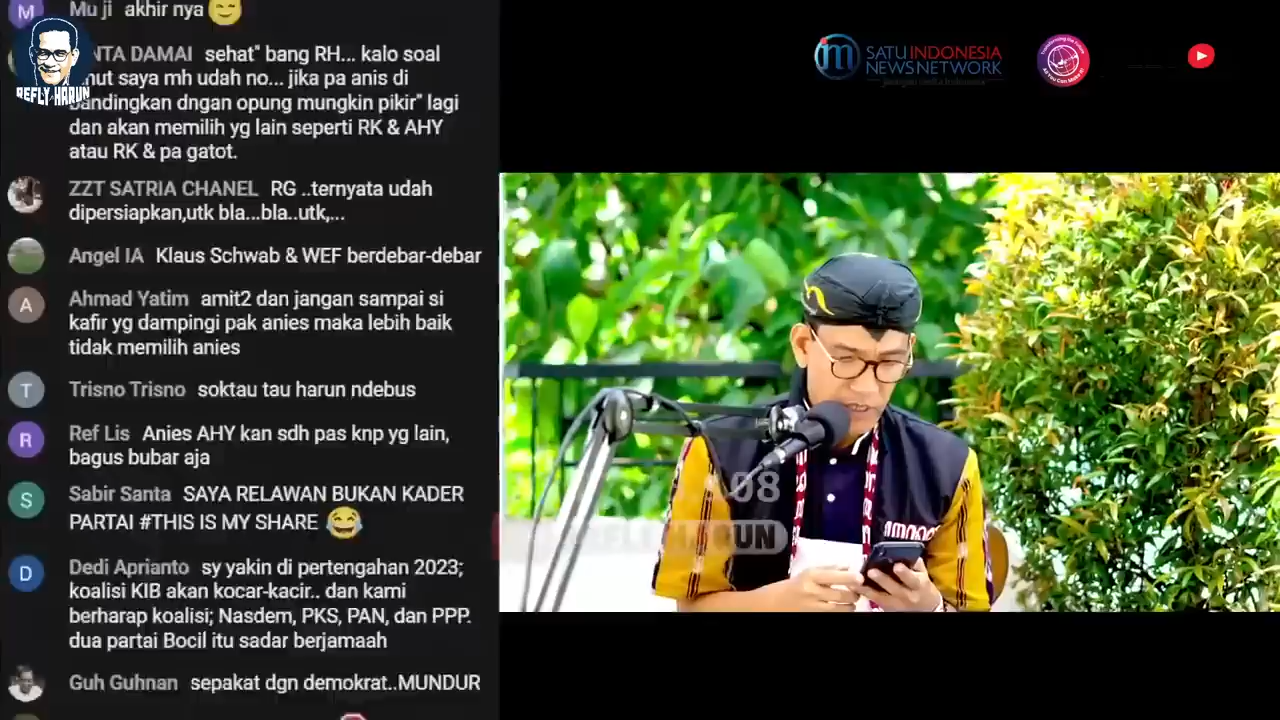 M
Mu ji akhir nya
REFLY HARUN
NTA DAMAI sehat" bang RH... kalo soal
mut saya mh udah no... jika pa anis di
bandingkan dngan opung mungkin pikir" lagi
dan akan memilih yg lain seperti RK & AHY
atau RK & pa gatot.
ZZT SATRIA CHANEL RG ..ternyata udah
dipersiapkan,utk bla...bla..utk,...
Angel IA Klaus Schwab & WEF berdebar-debar
A
Ahmad Yatim amit2 dan jangan sampai si
kafir yg dampingi pak anies maka lebih baik
tidak memilih anies
T
Trisno Trisno soktau tau harun ndebus
R
Ref Lis Anies AHY kan sdh pas knp yg lain,
bagus bubar aja
S
Sabir Santa SAYA RELAWAN BUKAN KADER
PARTAI #THIS IS MY SHARE
D
Dedi Aprianto sy yakin di pertengahan 2023;
koalisi KIB akan kocar-kacir.. dan kami
berharap koalisi; Nasdem, PKS, PAN, dan PPP.
dua partai Bocil itu sadar berjamaah
Guh Guhnan sepakat dgn demokrat..MUNDUR
SATU INDONESIA
NEWS NETWORK
08
REFLY HARUN